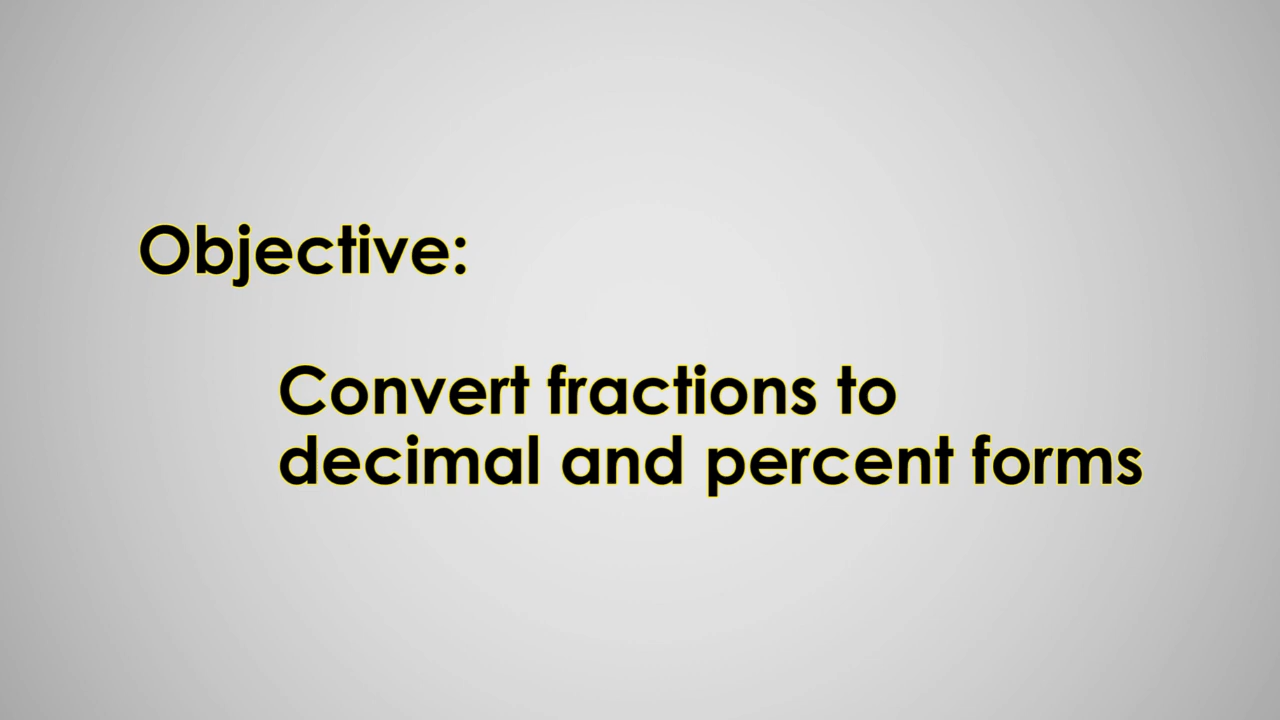 Objective:
Convert fractions to
decimal and percent forms